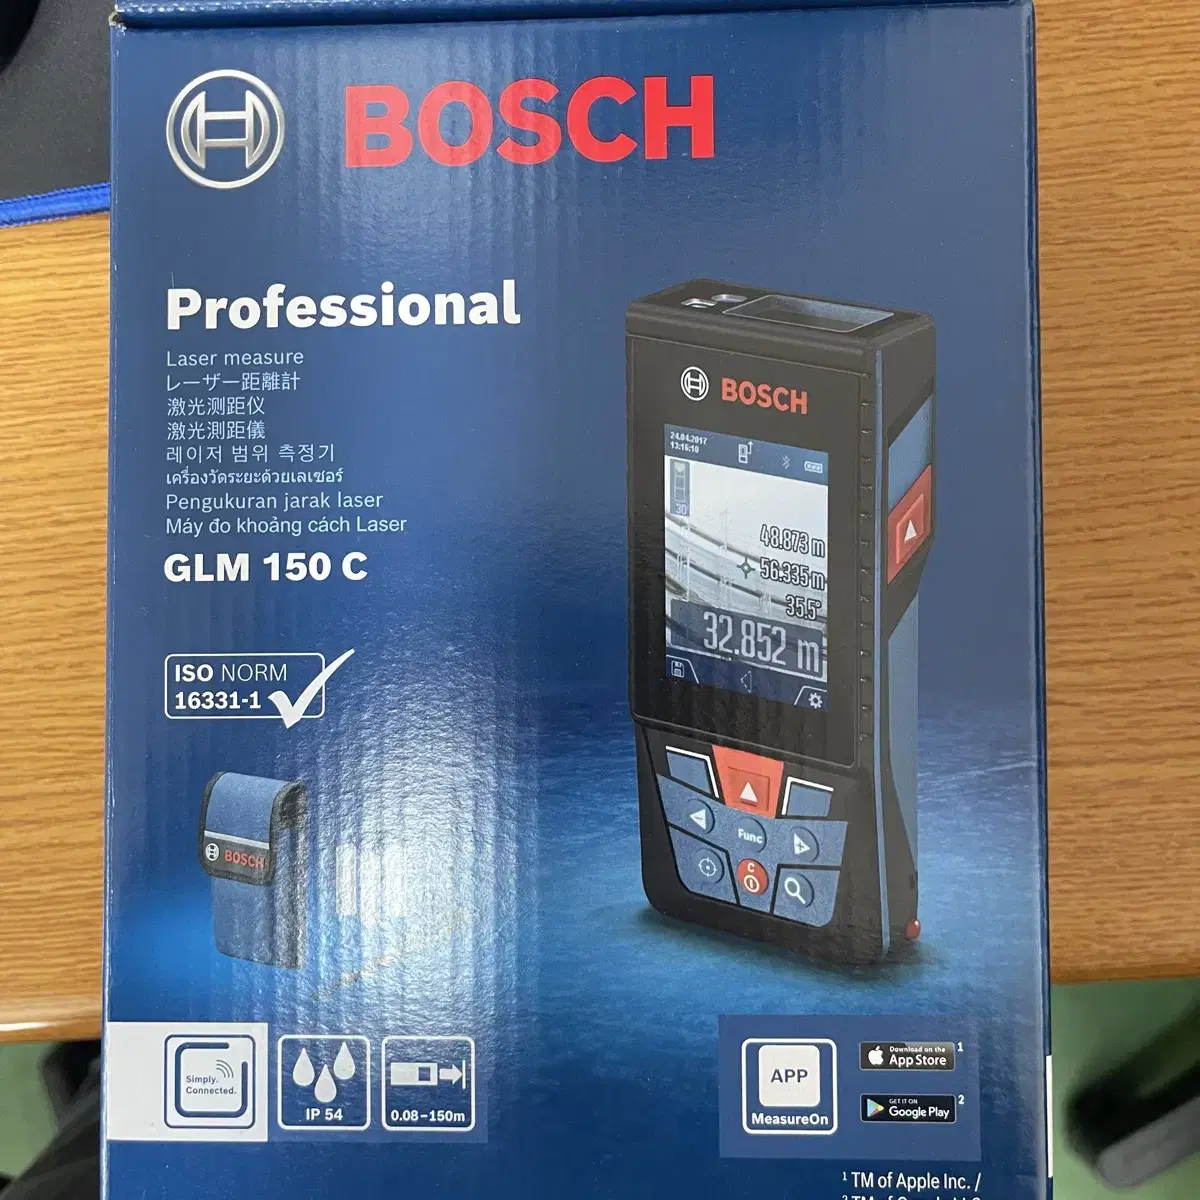 BOSCH
Professional
Laser measure
レーザー距離計
激光测距仪
激光測距儀
레이저 범위 측정기
เครื่องวัดระยะด้วยเลเซอร์
Pengukuran jarak laser
Máy đo khoảng cách Laser
GLM 150 C
ISO NORM
16331-1
BOSCH
24.04.2017
13:16:10
3D
48.873 m
56.335 m
35.5°
32.852 m
Func
C
BOSCH
Simply.
Connected.
IP 54
0.08–150m
APP
MeasureOn
Download on the
App Store
1
GET IT ON
Google Play
2
¹ TM of Apple Inc. /